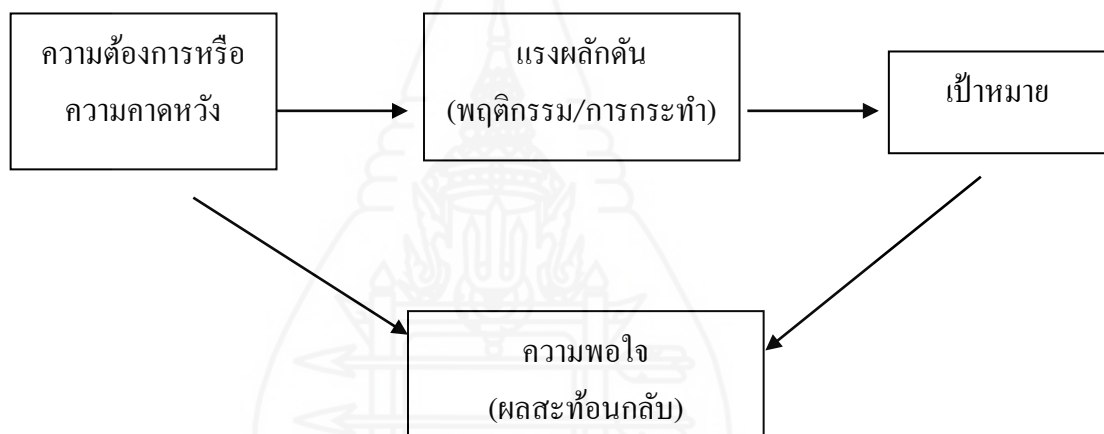 ความต้องการหรือ
ความคาดหวัง
แรงผลักดัน
(พฤติกรรม/การกระทำ)
เป้าหมาย
ความพอใจ
(ผลสะท้อนกลับ)